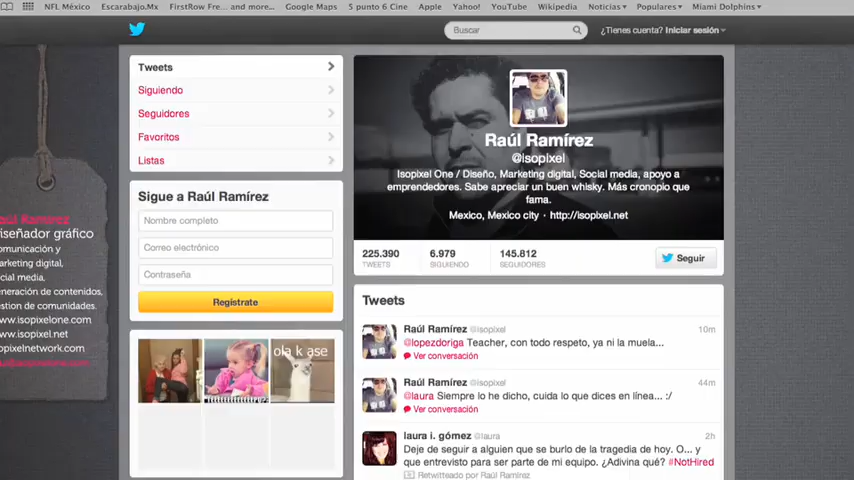 NFL México Escarabajo.Mx FirstRow Fre... and more... Google Maps 5 punto 6 Cine Apple Yahoo! YouTube Wikipedia Noticias Populares Miami Dolphins
Buscar
¿Tienes cuenta? Iniciar sesión
Tweets
Siguiendo
Seguidores
Favoritos
Listas
Sigue a Raúl Ramírez
Nombre completo
Correo electrónico
Contraseña
Regístrate
ola k ase
Raúl Ramírez
@isopixel
Isopixel One / Diseño, Marketing digital, Social media, apoyo a
emprendedores. Sabe apreciar un buen whisky. Más cronopio que
fama.
Mexico, Mexico city · http://isopixel.net
225.390 6.979 145.812
TWEETS SIGUIENDO SEGUIDORES
Seguir
Tweets
Raúl Ramírez @isopixel 10m
@lopezdoriga Teacher, con todo respeto, ya ni la muela...
Ver conversación
Raúl Ramírez @isopixel 44m
@laura Siempre lo he dicho, cuida lo que dices en línea... :/
Ver conversación
laura i. gómez @laura 2h
Deje de seguir a alguien que se burlo de la tragedia de hoy. O... y
que entrevisto para ser parte de mi equipo. ¿Adivina qué? #NotHired
Retwitteado por Raúl Ramírez
aúl Ramírez
iseñador gráfico
omunicación y
arketing digital,
cial media,
eneración de contenidos,
estion de comunidades.
ww.isopixelone.com
ww.isopixel.net
opixelnetwork.com